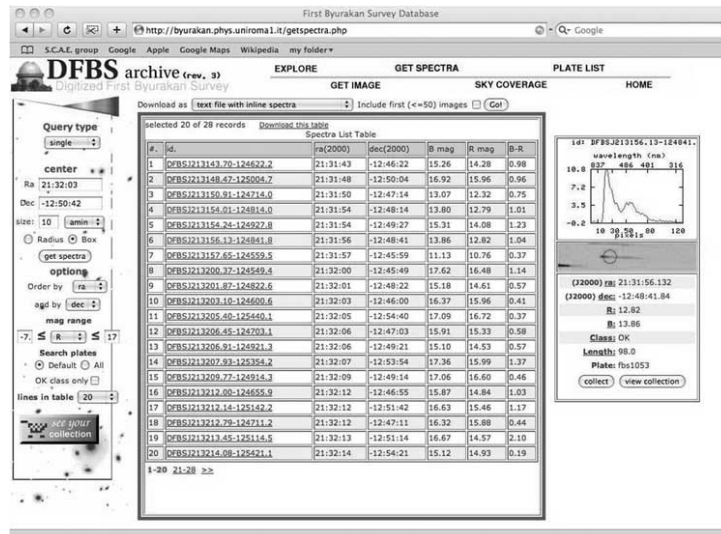 First Byurakan Survey Database
http://byurakan.phys.uniroma1.it/getspectra.php
Google
S.C.A.E. group Google Apple Google Maps Wikipedia my folder
DFBS archive (rev. 3)
Digitized First Byurakan Survey
EXPLORE GET SPECTRA PLATE LIST
GET IMAGE SKY COVERAGE HOME
Download as text file with inline spectra Include first (<=50) images Go!
Query type
single
center
Ra 21:32:03
Dec -12:50:42
size: 10 amin
Radius Box
get spectra
options
Order by ra
and by dec
mag range
-7. ≤ R ≤ 17
Search plates
Default All
OK class only
lines in table 20
see your collection
selected 20 of 28 records Download this table
Spectra List Table
#. id. ra(2000) dec(2000) B mag R mag B-R
1 DFBSJ213143.70-124622.2 21:31:43 -12:46:22 15.26 14.28 0.98
2 DFBSJ213148.47-125004.7 21:31:48 -12:50:04 16.92 15.96 0.96
3 DFBSJ213150.91-124714.0 21:31:50 -12:47:14 13.07 12.32 0.75
4 DFBSJ213154.01-124814.0 21:31:54 -12:48:14 13.80 12.79 1.01
5 DFBSJ213154.24-124927.8 21:31:54 -12:49:27 15.31 14.08 1.23
6 DFBSJ213156.13-124841.8 21:31:56 -12:48:41 13.86 12.82 1.04
7 DFBSJ213157.65-124559.5 21:31:57 -12:45:59 11.13 10.76 0.37
8 DFBSJ213200.37-124549.4 21:32:00 -12:45:49 17.62 16.48 1.14
9 DFBSJ213201.87-124822.6 21:32:01 -12:48:22 15.18 14.61 0.57
10 DFBSJ213203.10-124600.6 21:32:03 -12:46:00 16.37 15.96 0.41
11 DFBSJ213205.40-125440.1 21:32:05 -12:54:40 17.09 16.72 0.37
12 DFBSJ213206.45-124703.1 21:32:06 -12:47:03 15.91 15.33 0.58
13 DFBSJ213206.91-124921.3 21:32:06 -12:49:21 15.10 14.53 0.57
14 DFBSJ213207.93-125354.2 21:32:07 -12:53:54 17.36 15.99 1.37
15 DFBSJ213209.77-124914.3 21:32:09 -12:49:14 17.06 16.60 0.46
16 DFBSJ213212.00-124655.9 21:32:12 -12:46:55 15.87 14.84 1.03
17 DFBSJ213212.14-125142.2 21:32:12 -12:51:42 16.63 15.46 1.17
18 DFBSJ213212.79-124711.2 21:32:12 -12:47:11 16.32 15.88 0.44
19 DFBSJ213213.45-125114.5 21:32:13 -12:51:14 16.67 14.57 2.10
20 DFBSJ213214.08-125421.1 21:32:14 -12:54:21 15.12 14.93 0.19
1-20 21-28 >>
id: DFBSJ213156.13-124841.
wavelength (nm)
837 486 401 316
10.8
7.2
3.5
-0.2
10 30 50 80 120
pixels
(J2000) ra: 21:31:56.132
(J2000) dec: -12:48:41.84
R: 12.82
B: 13.86
Class: OK
Length: 98.0
Plate: fbs1053
collect view collection